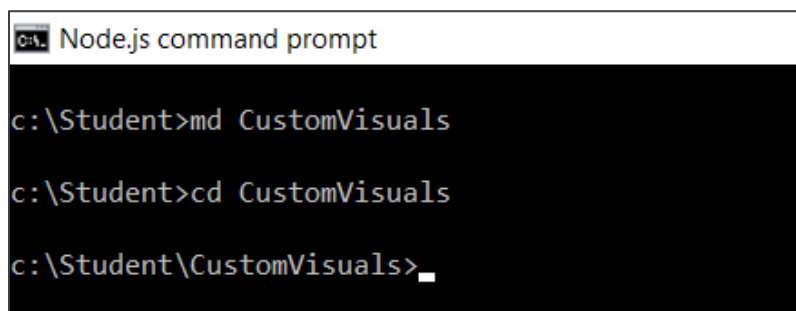 Node.js command prompt
c:\Student>md CustomVisuals
c:\Student>cd CustomVisuals
c:\Student\CustomVisuals>